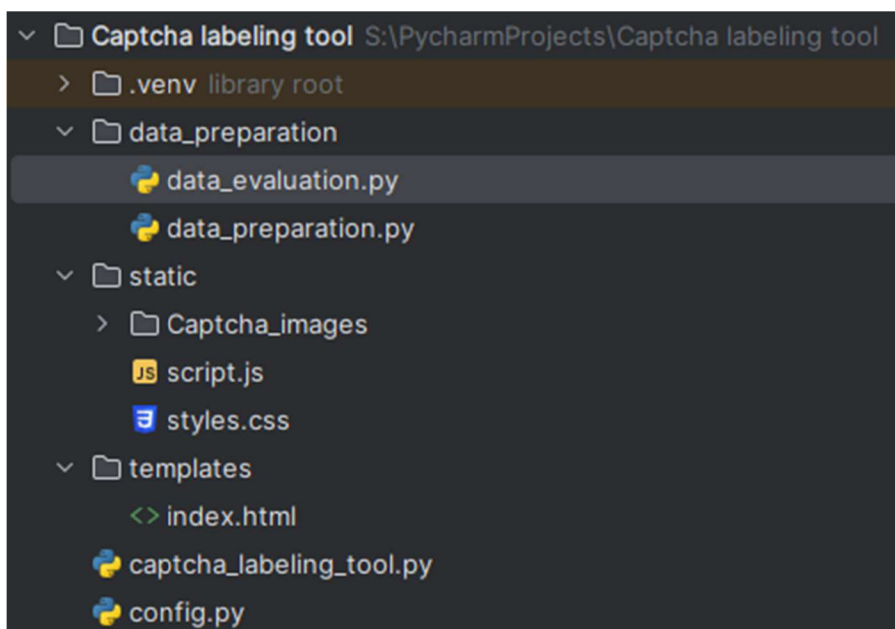 Captcha labeling tool S:\PycharmProjects\Captcha labeling tool
.venv library root
data_preparation
data_evaluation.py
data_preparation.py
static
Captcha_images
JS script.js
styles.css
templates
<> index.html
captcha_labeling_tool.py
config.py